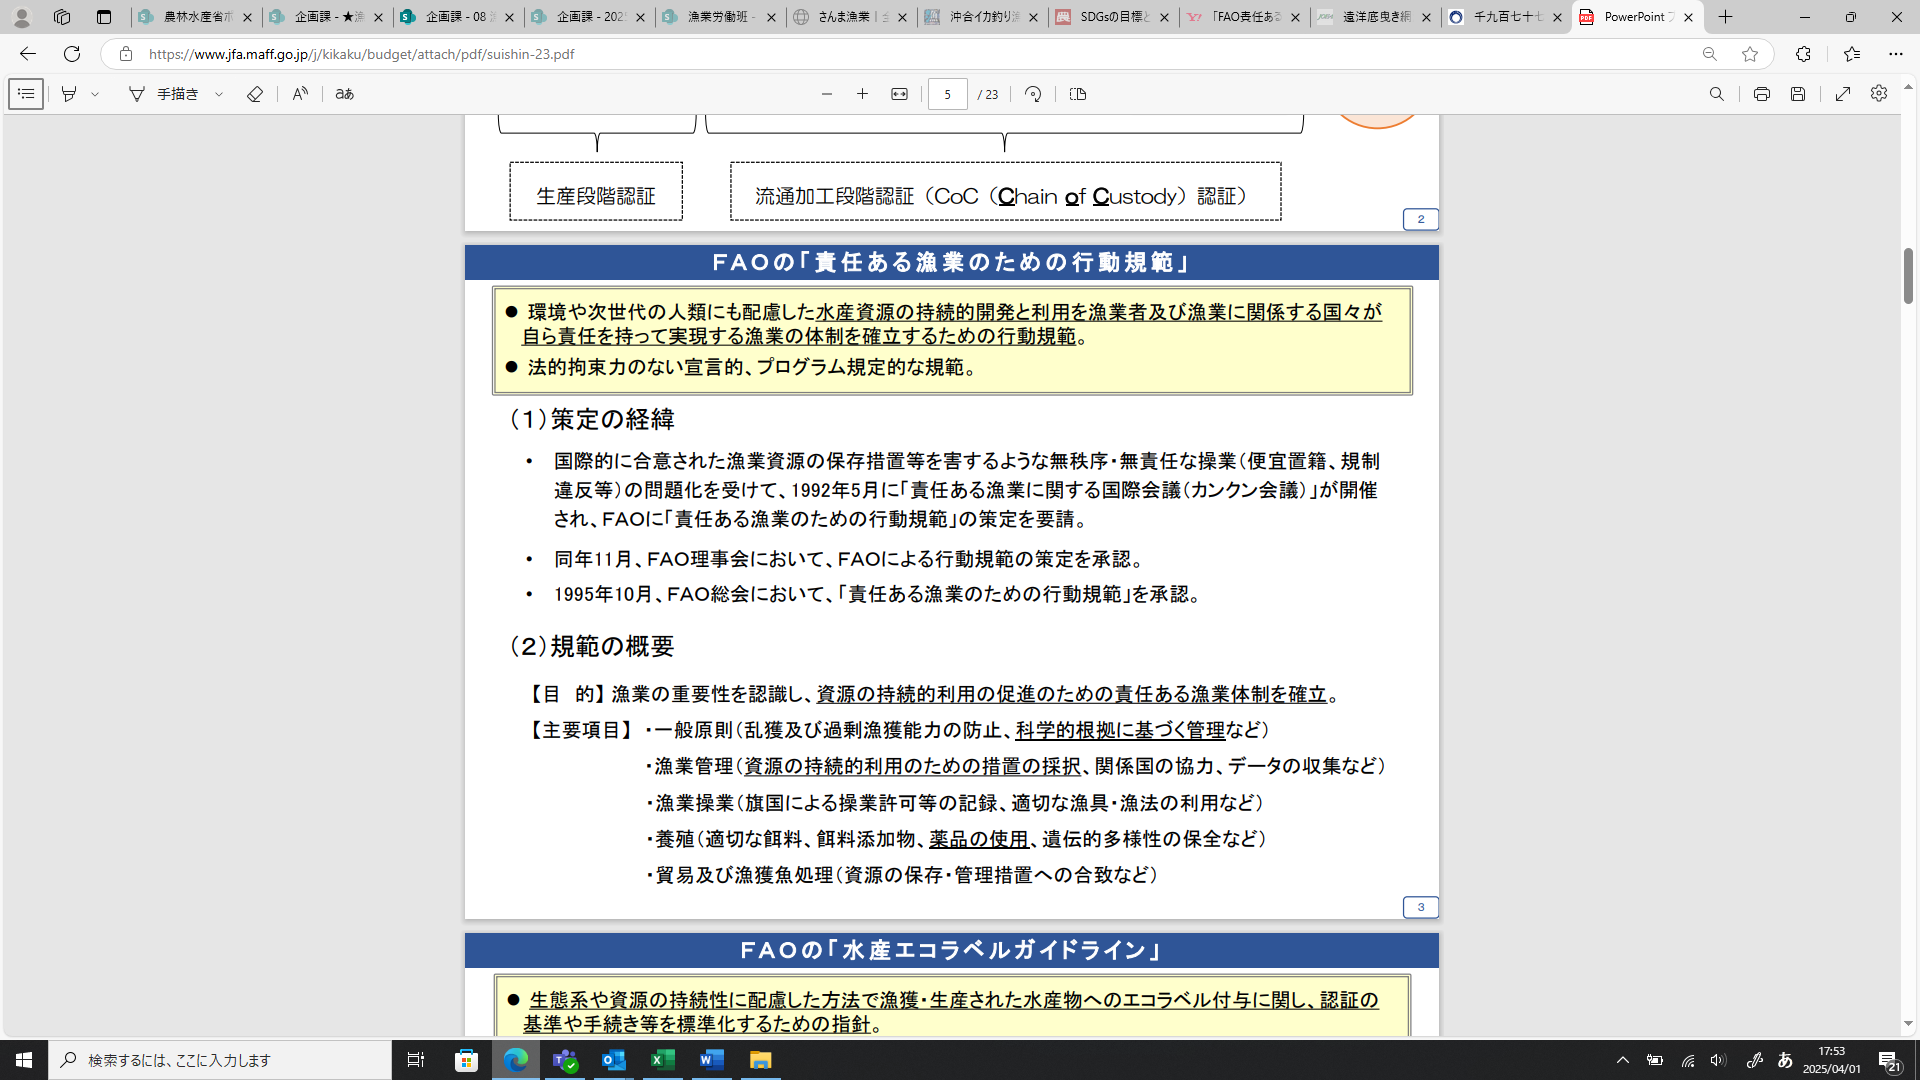 農林水産省ポ
企画課 - ★漁
企画課 - 08 漁
企画課 - 202
漁業労働班 -
さんま漁業｜全
沖合イカ釣り漁
SDGsの目標と
「FAO責任ある
遠洋底曳き網
千九百七十七
PowerPoint プ
https://www.jfa.maff.go.jp/j/kikaku/budget/attach/pdf/suishin-23.pdf
手描き
aあ
5 / 23
生産段階認証
流通加工段階認証（CoC（Chain of Custody）認証）
2
FAOの「責任ある漁業のための行動規範」
● 環境や次世代の人類にも配慮した水産資源の持続的開発と利用を漁業者及び漁業に関係する国々が
自ら責任を持って実現する漁業の体制を確立するための行動規範。
● 法的拘束力のない宣言的、プログラム規定的な規範。
（１）策定の経緯
• 国際的に合意された漁業資源の保存措置等を害するような無秩序・無責任な操業（便宜置籍、規制
違反等）の問題化を受けて、1992年5月に「責任ある漁業に関する国際会議（カンクン会議）」が開催
され、FAOに「責任ある漁業のための行動規範」の策定を要請。
• 同年11月、FAO理事会において、FAOによる行動規範の策定を承認。
• 1995年10月、FAO総会において、「責任ある漁業のための行動規範」を承認。
（２）規範の概要
【目　的】 漁業の重要性を認識し、資源の持続的利用の促進のための責任ある漁業体制を確立。
【主要項目】 ・一般原則（乱獲及び過剰漁獲能力の防止、科学的根拠に基づく管理など）
・漁業管理（資源の持続的利用のための措置の採択、関係国の協力、データの収集など）
・漁業操業（旗国による操業許可等の記録、適切な漁具・漁法の利用など）
・養殖（適切な餌料、餌料添加物、薬品の使用、遺伝的多様性の保全など）
・貿易及び漁獲魚処理（資源の保存・管理措置への合致など）
3
FAOの「水産エコラベルガイドライン」
● 生態系や資源の持続性に配慮した方法で漁獲・生産された水産物へのエコラベル付与に関し、認証の
基準や手続き等を標準化するための指針。
検索するには、ここに入力します
あ
17:53
2025/04/01
21